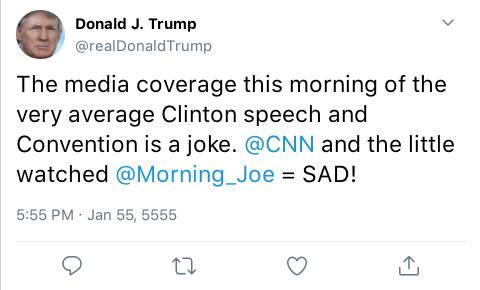 Donald J. Trump
@realDonaldTrump
The media coverage this morning of the
very average Clinton speech and
Convention is a joke. @CNN and the little
watched @Morning_Joe = SAD!
5:55 PM · Jan 55, 5555